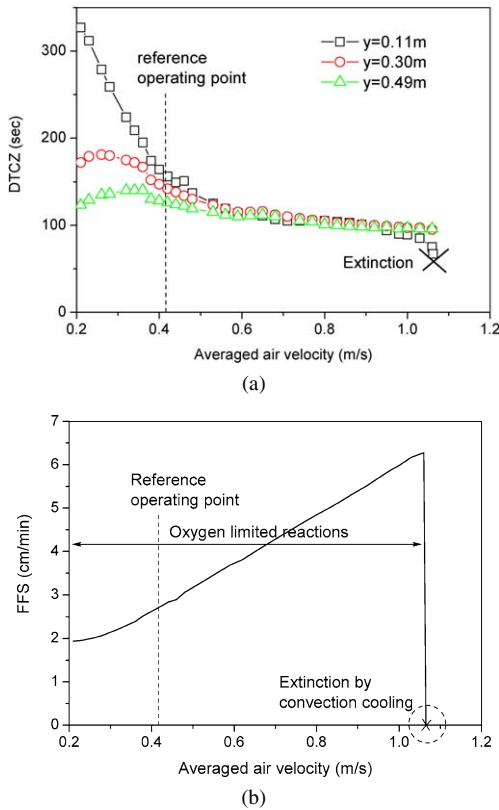 (a)
300
200
100
0
DTCZ (sec)
reference
operating point
y=0.11m
y=0.30m
y=0.49m
Extinction
0.2 0.4 0.6 0.8 1.0 1.2
Averaged air velocity (m/s)
(a)
7
6
5
4
3
2
1
0
FFS (cm/min)
Reference
operating point
Oxygen limited reactions
Extinction by
convection cooling
0.2 0.4 0.6 0.8 1.0 1.2
Averaged air velocity (m/s)
(b)
(b)